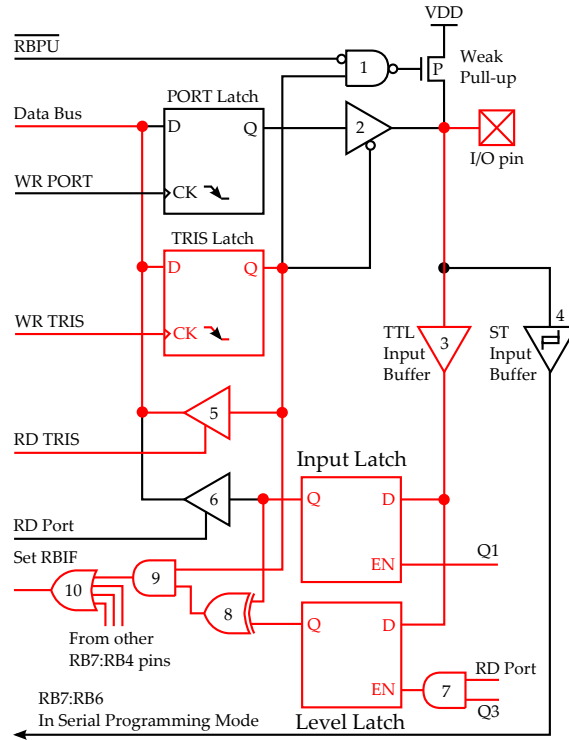 VDD
RBPU
1
P
Weak
Pull-up
Data Bus
PORT Latch
D
Q
2
I/O pin
WR PORT
CK
TRIS Latch
D
Q
WR TRIS
CK
TTL
Input
Buffer
3
ST
Input
Buffer
4
5
RD TRIS
6
Input Latch
Q
D
RD Port
EN
Q1
Set RBIF
9
10
8
Q
D
From other
RB7:RB4 pins
RD Port
EN
7
Q3
RB7:RB6
In Serial Programming Mode
Level Latch